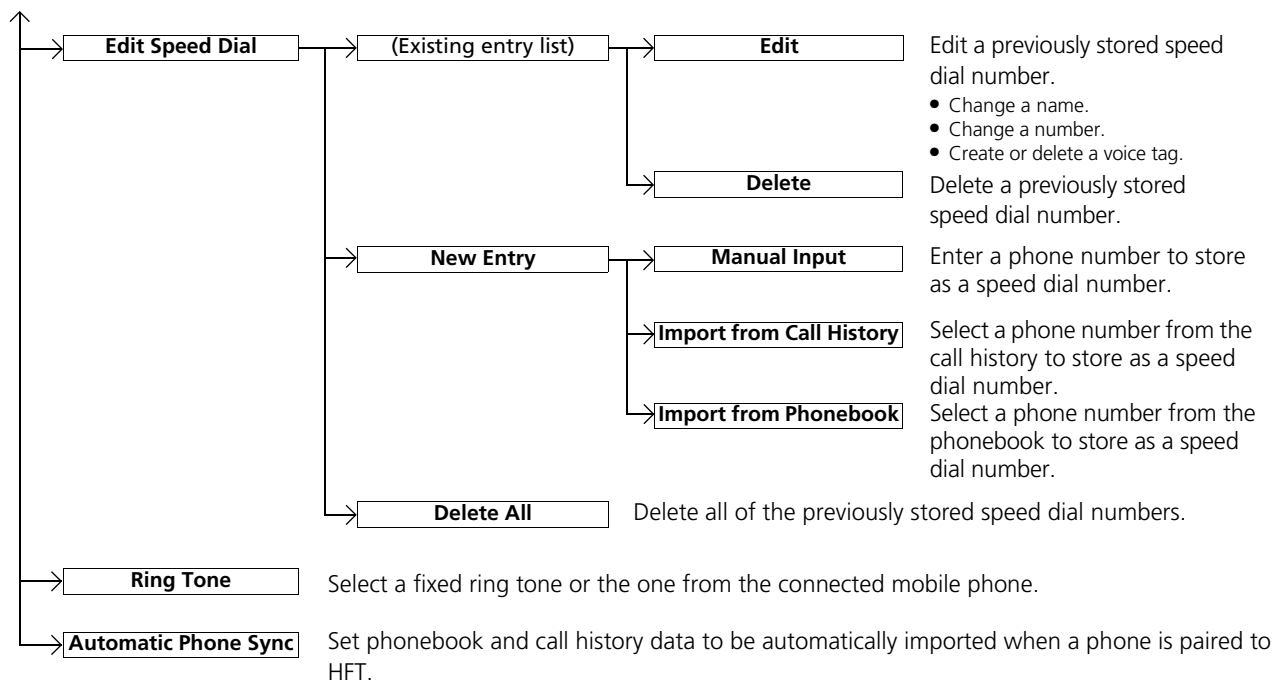 Edit Speed Dial
(Existing entry list)
Edit
Edit a previously stored speed
dial number.
● Change a name.
● Change a number.
● Create or delete a voice tag.
Delete
Delete a previously stored
speed dial number.
New Entry
Manual Input
Enter a phone number to store
as a speed dial number.
Import from Call History
Select a phone number from the
call history to store as a speed
dial number.
Import from Phonebook
Select a phone number from the
phonebook to store as a speed
dial number.
Delete All
Delete all of the previously stored speed dial numbers.
Ring Tone
Select a fixed ring tone or the one from the connected mobile phone.
Automatic Phone Sync
Set phonebook and call history data to be automatically imported when a phone is paired to
HFT.